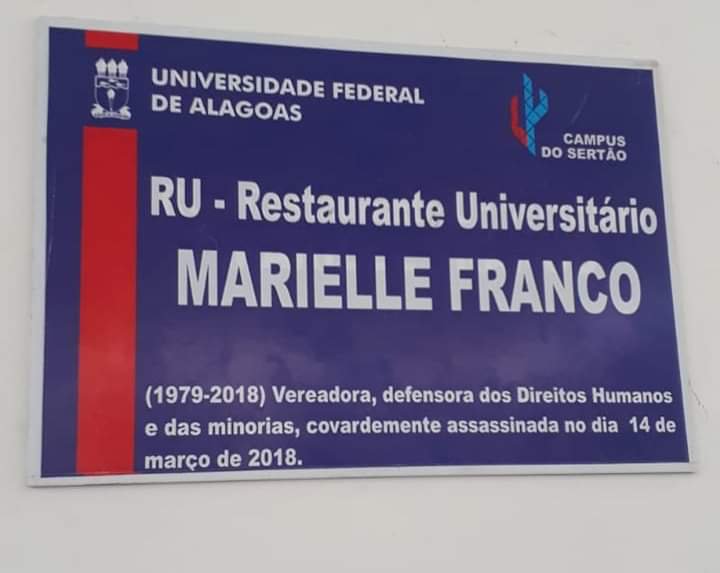 UNIVERSIDADE FEDERAL
DE ALAGOAS
CAMPUS
DO SERTÃO
RU - Restaurante Universitário
MARIELLE FRANCO
(1979-2018) Vereadora, defensora dos Direitos Humanos
e das minorias, covardemente assassinada no dia 14 de
março de 2018.